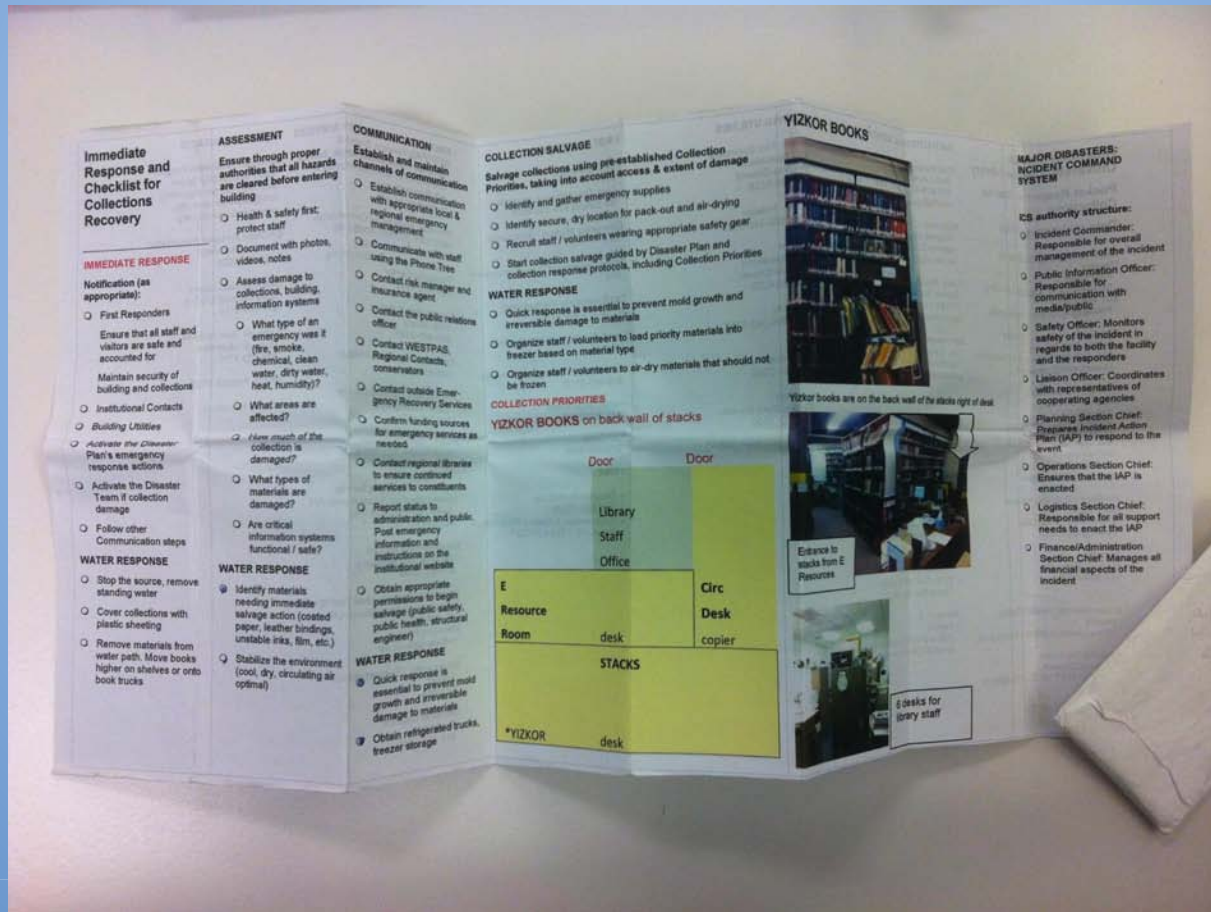 Immediate
Response and
Checklist for
Collections
Recovery
IMMEDIATE RESPONSE
Notification (as
appropriate):
First Responders
Ensure that all staff and
visitors are safe and
accounted for
Maintain security of
building and collections
Institutional Contacts
Building Utilities
Activate the Disaster
Plan's emergency
response actions
Activate the Disaster
Team if collection
damage
Follow other
Communication steps
WATER RESPONSE
Stop the source, remove
standing water
Cover collections with
plastic sheeting
Remove materials from
water path. Move books
higher on shelves or onto
book trucks
ASSESSMENT
Ensure through proper
authorities that all hazards
are cleared before entering
building
Health & safety first;
protect staff
Document with photos,
videos, notes
Assess damage to
collections, building,
information systems
What type of an
emergency was it
(fire, smoke,
chemical, clean
water, dirty water,
heat, humidity)?
What areas are
affected?
How much of the
collection is
damaged?
What types of
materials are
damaged?
Are critical
information systems
functional / safe?
WATER RESPONSE
Identify materials
needing immediate
salvage action (coated
paper, leather bindings,
unstable inks, film, etc.)
Stabilize the environment
(cool, dry, circulating air
optimal)
COMMUNICATION
Establish and maintain
channels of communication
Establish communication
with appropriate local &
regional emergency
management
Communicate with staff
using the Phone Tree
Contact risk manager and
insurance agent
Contact the public relations
officer
Contact WESTPAS,
Regional Contacts,
conservators
Contact outside Emer-
gency Recovery Services
Confirm funding sources
for emergency services as
needed
Contact regional libraries
to ensure continued
services to constituents
Report status to
administration and public.
Post emergency
information and
instructions on the
institutional website
Obtain appropriate
permissions to begin
salvage (public safety,
public health, structural
engineer)
WATER RESPONSE
Quick response is
essential to prevent mold
growth and irreversible
damage to materials
Obtain refrigerated trucks,
freezer storage
COLLECTION SALVAGE
Salvage collections using pre-established Collection
Priorities, taking into account access & extent of damage
Identify and gather emergency supplies
Identify secure, dry location for pack-out and air-drying
Recruit staff / volunteers wearing appropriate safety gear
Start collection salvage guided by Disaster Plan and
collection response protocols, including Collection Priorities
WATER RESPONSE
Quick response is essential to prevent mold growth and
irreversible damage to materials
Organize staff / volunteers to load priority materials into
freezer based on material type
Organize staff / volunteers to air-dry materials that should not
be frozen
COLLECTION PRIORITIES
YIZKOR BOOKS on back wall of stacks
Door Door
Library
Staff
Office
E Circ
Resource Desk
Room desk copier
STACKS
*YIZKOR desk
YIZKOR BOOKS
Yizkor books are on the back wall of the stacks right of desk
Entrance to
stacks from E
Resources
6 desks for
library staff
MAJOR DISASTERS:
INCIDENT COMMAND
SYSTEM
ICS authority structure:
Incident Commander:
Responsible for overall
management of the incident
Public Information Officer:
Responsible for
communication with
media/public
Safety Officer: Monitors
safety of the incident in
regards to both the facility
and the responders
Liaison Officer: Coordinates
with representatives of
cooperating agencies
Planning Section Chief:
Prepares Incident Action
Plan (IAP) to respond to the
event
Operations Section Chief:
Ensures that the IAP is
enacted
Logistics Section Chief:
Responsible for all support
needs to enact the IAP
Finance/Administration
Section Chief: Manages all
financial aspects of the
incident